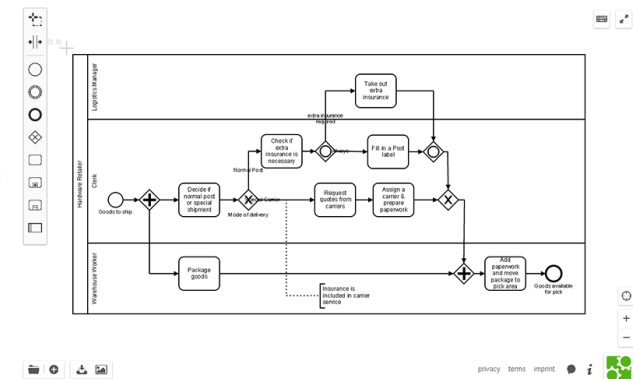 Hardware Retailer
Logistics Manager
Take out
extra
insurance
extra insurance
required
Clerk
Check if
extra
insurance is
necessary
Always
Fill in a Post
label
Normal Post
Decide if
normal post
or special
shipment
Special Carrier
Request
quotes from
carriers
Assign a
carrier &
prepare
paperwork
Goods to ship
Mode of delivery
Warehouse Worker
Package
goods
Add
paperwork
and move
package to
pick area
Goods available
for pick
Insurance is
included in carrier
service
privacy terms imprint